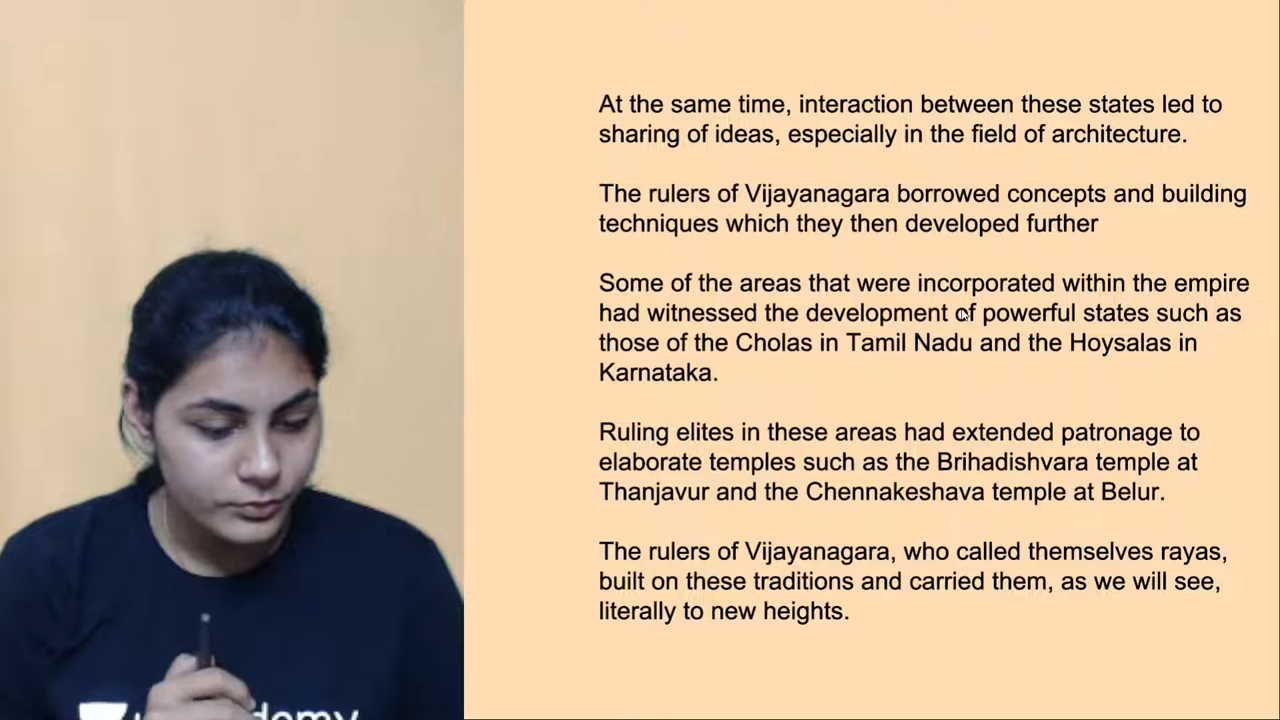 At the same time, interaction between these states led to
sharing of ideas, especially in the field of architecture.
The rulers of Vijayanagara borrowed concepts and building
techniques which they then developed further
Some of the areas that were incorporated within the empire
had witnessed the development of powerful states such as
those of the Cholas in Tamil Nadu and the Hoysalas in
Karnataka.
Ruling elites in these areas had extended patronage to
elaborate temples such as the Brihadishvara temple at
Thanjavur and the Chennakeshava temple at Belur.
The rulers of Vijayanagara, who called themselves rayas,
built on these traditions and carried them, as we will see,
literally to new heights.